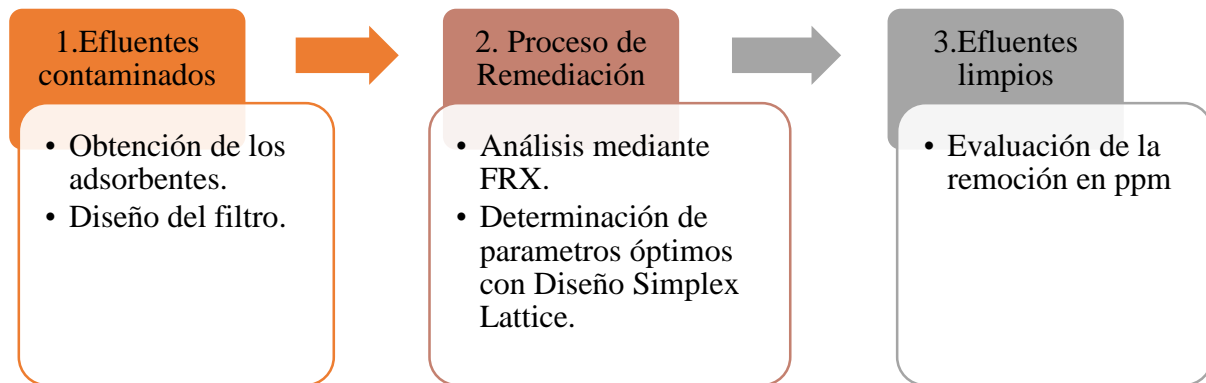 1.Efluentes
contaminados
• Obtención de los
adsorbentes.
• Diseño del filtro.
2. Proceso de
Remediación
• Análisis mediante
FRX.
• Determinación de
parametros óptimos
con Diseño Simplex
Lattice.
3.Efluentes
limpios
• Evaluación de la
remoción en ppm